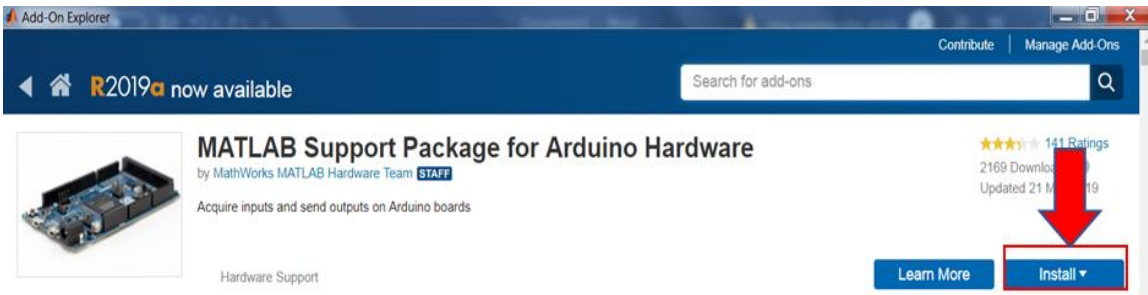 Add-On Explorer
Contribute
Manage Add-Ons
R2019a now available
Search for add-ons
MATLAB Support Package for Arduino Hardware
by MathWorks MATLAB Hardware Team STAFF
141 Ratings
2169
Updated 21
19
Acquire inputs and send outputs on Arduino boards
Hardware Support
Learn More
Install